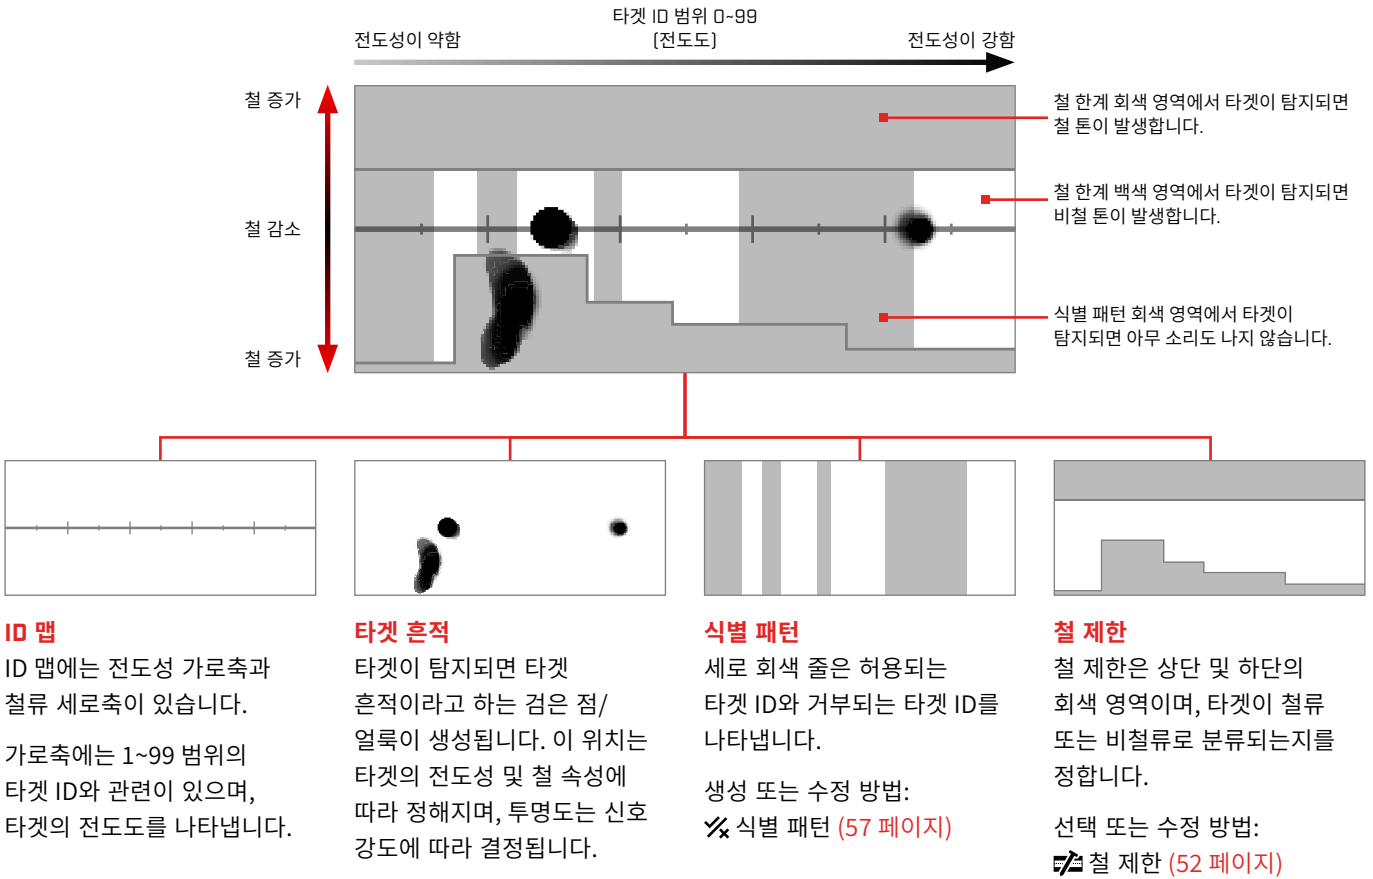 타겟 ID 범위 0~99
(전도도)
전도성이 약함
전도성이 강함
철 증가
철 감소
철 증가
철 한계 회색 영역에서 타겟이 탐지되면
철 톤이 발생합니다.
철 한계 백색 영역에서 타겟이 탐지되면
비철 톤이 발생합니다.
식별 패턴 회색 영역에서 타겟이
탐지되면 아무 소리도 나지 않습니다.
ID 맵
ID 맵에는 전도성 가로축과
철류 세로축이 있습니다.
가로축에는 1~99 범위의
타겟 ID와 관련이 있으며,
타겟의 전도도를 나타냅니다.
타겟 흔적
타겟이 탐지되면 타겟
흔적이라고 하는 검은 점/
얼룩이 생성됩니다. 이 위치는
타겟의 전도성 및 철 속성에
따라 정해지며, 투명도는 신호
강도에 따라 결정됩니다.
식별 패턴
세로 회색 줄은 허용되는
타겟 ID와 거부되는 타겟 ID를
나타냅니다.
생성 또는 수정 방법:
식별 패턴 (57 페이지)
철 제한
철 제한은 상단 및 하단의
회색 영역이며, 타겟이 철류
또는 비철류로 분류되는지를
정합니다.
선택 또는 수정 방법:
철 제한 (52 페이지)